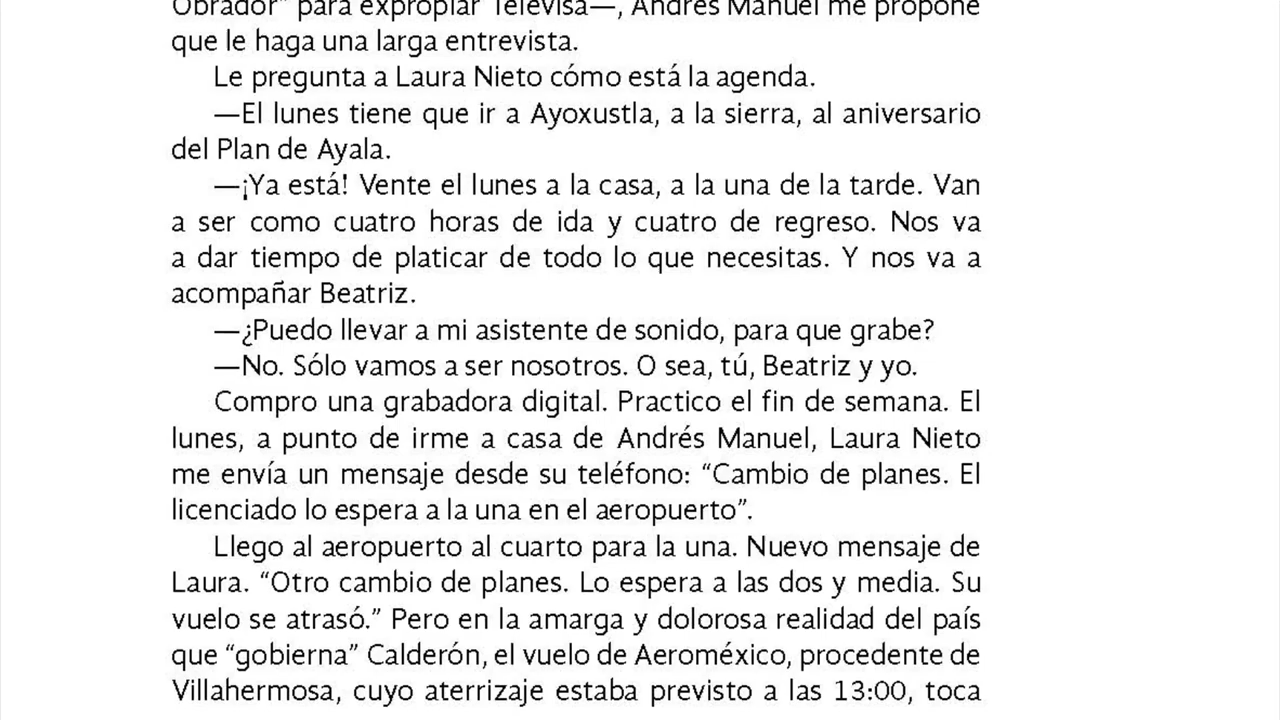 Obrador” para expropiar Televisa—, Andrés Manuel me propone
que le haga una larga entrevista.
Le pregunta a Laura Nieto cómo está la agenda.
—El lunes tiene que ir a Ayoxustla, a la sierra, al aniversario
del Plan de Ayala.
—¡Ya está! Vente el lunes a la casa, a la una de la tarde. Van
a ser como cuatro horas de ida y cuatro de regreso. Nos va
a dar tiempo de platicar de todo lo que necesitas. Y nos va a
acompañar Beatriz.
—¿Puedo llevar a mi asistente de sonido, para que grabe?
—No. Sólo vamos a ser nosotros. O sea, tú, Beatriz y yo.
Compro una grabadora digital. Practico el fin de semana. El
lunes, a punto de irme a casa de Andrés Manuel, Laura Nieto
me envía un mensaje desde su teléfono: “Cambio de planes. El
licenciado lo espera a la una en el aeropuerto”.
Llego al aeropuerto al cuarto para la una. Nuevo mensaje de
Laura. “Otro cambio de planes. Lo espera a las dos y media. Su
vuelo se atrasó.” Pero en la amarga y dolorosa realidad del país
que “gobierna” Calderón, el vuelo de Aeroméxico, procedente de
Villahermosa, cuyo aterrizaje estaba previsto a las 13:00, toca